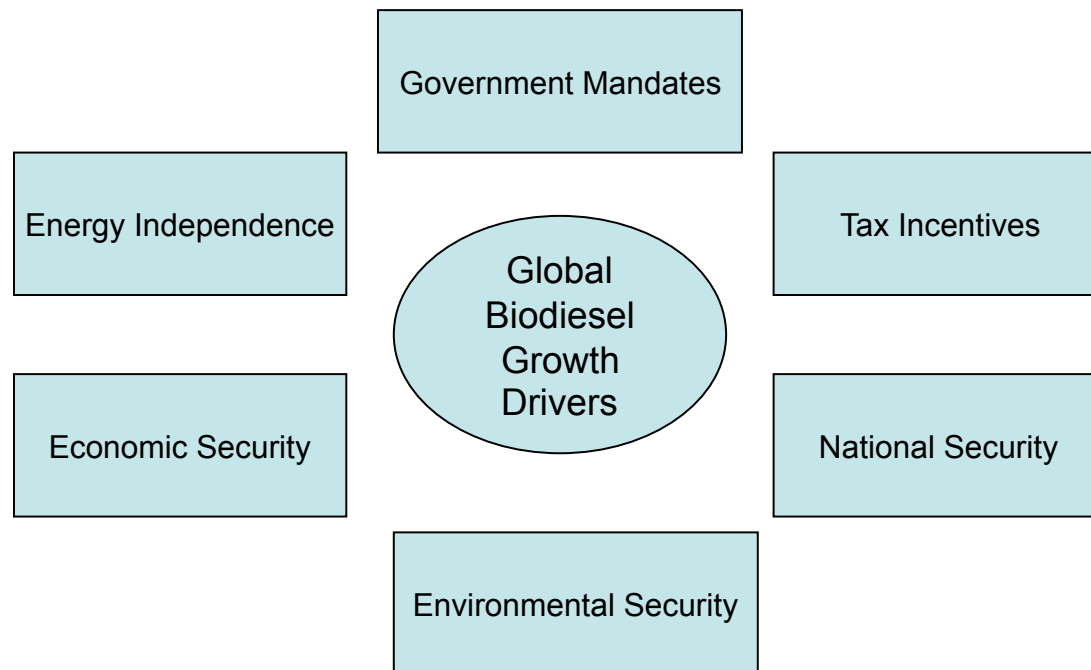 Government Mandates
Energy Independence
Tax Incentives
Global
Biodiesel
Growth
Drivers
Economic Security
National Security
Environmental Security